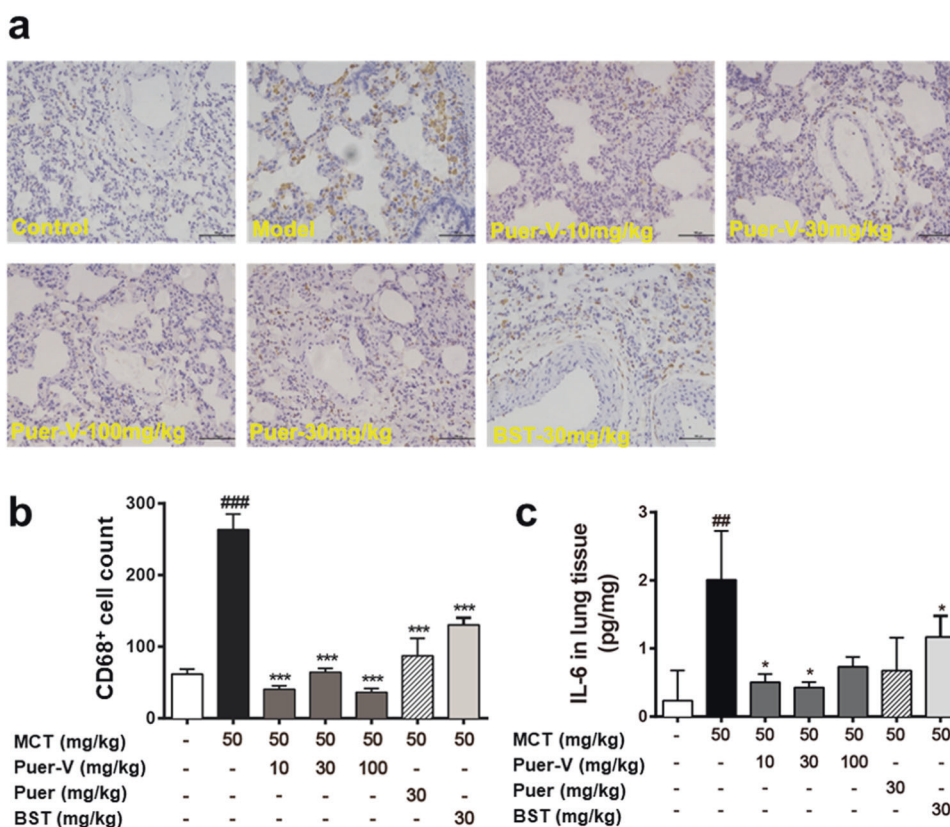 a
Control
Model
Puer-V-10mg/kg
Puer-V-30mg/kg
Puer-V-100mg/kg
Puer-30mg/kg
BST-30mg/kg
b
CD68+ cell count
300
200
100
0
###
***
***
***
***
***
MCT (mg/kg) - 50 50 50 50 50 50
Puer-V (mg/kg) - - 10 30 100 - -
Puer (mg/kg) - - - - - 30 -
BST (mg/kg) - - - - - - 30
c
IL-6 in lung tissue
(pg/mg)
3
2
1
0
##
*
*
*
MCT (mg/kg) - 50 50 50 50 50 50
Puer-V (mg/kg) - - 10 30 100 - -
Puer (mg/kg) - - - - - 30 -
BST (mg/kg) - - - - - - 30